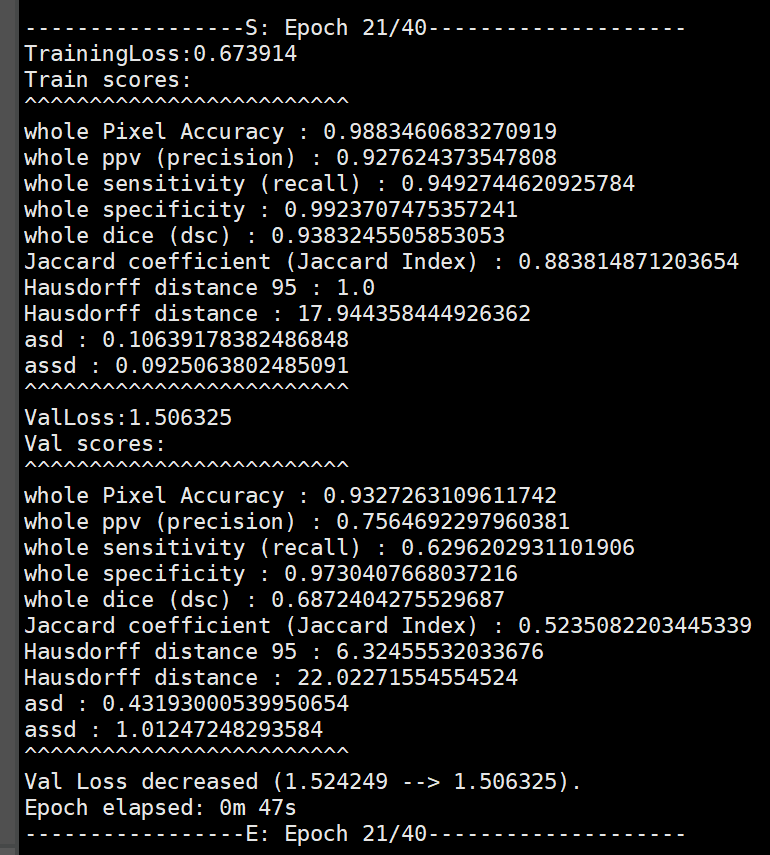 -----------------S: Epoch 21/40--------------------
TrainingLoss:0.673914
Train scores:
^^^^^^^^^^^^^^^^^^^^^^^^^
whole Pixel Accuracy : 0.9883460683270919
whole ppv (precision) : 0.927624373547808
whole sensitivity (recall) : 0.9492744620925784
whole specificity : 0.9923707475357241
whole dice (dsc) : 0.9383245505853053
Jaccard coefficient (Jaccard Index) : 0.883814871203654
Hausdorff distance 95 : 1.0
Hausdorff distance : 17.944358444926362
asd : 0.10639178382486848
assd : 0.0925063802485091
^^^^^^^^^^^^^^^^^^^^^^^^^
ValLoss:1.506325
Val scores:
^^^^^^^^^^^^^^^^^^^^^^^^^
whole Pixel Accuracy : 0.9327263109611742
whole ppv (precision) : 0.7564692297960381
whole sensitivity (recall) : 0.6296202931101906
whole specificity : 0.9730407668037216
whole dice (dsc) : 0.6872404275529687
Jaccard coefficient (Jaccard Index) : 0.5235082203445339
Hausdorff distance 95 : 6.32455532033676
Hausdorff distance : 22.02271554554524
asd : 0.43193000539950654
assd : 1.01247248293584
^^^^^^^^^^^^^^^^^^^^^^^^^
Val Loss decreased (1.524249 --> 1.506325).
Epoch elapsed: 0m 47s
-----------------E: Epoch 21/40--------------------